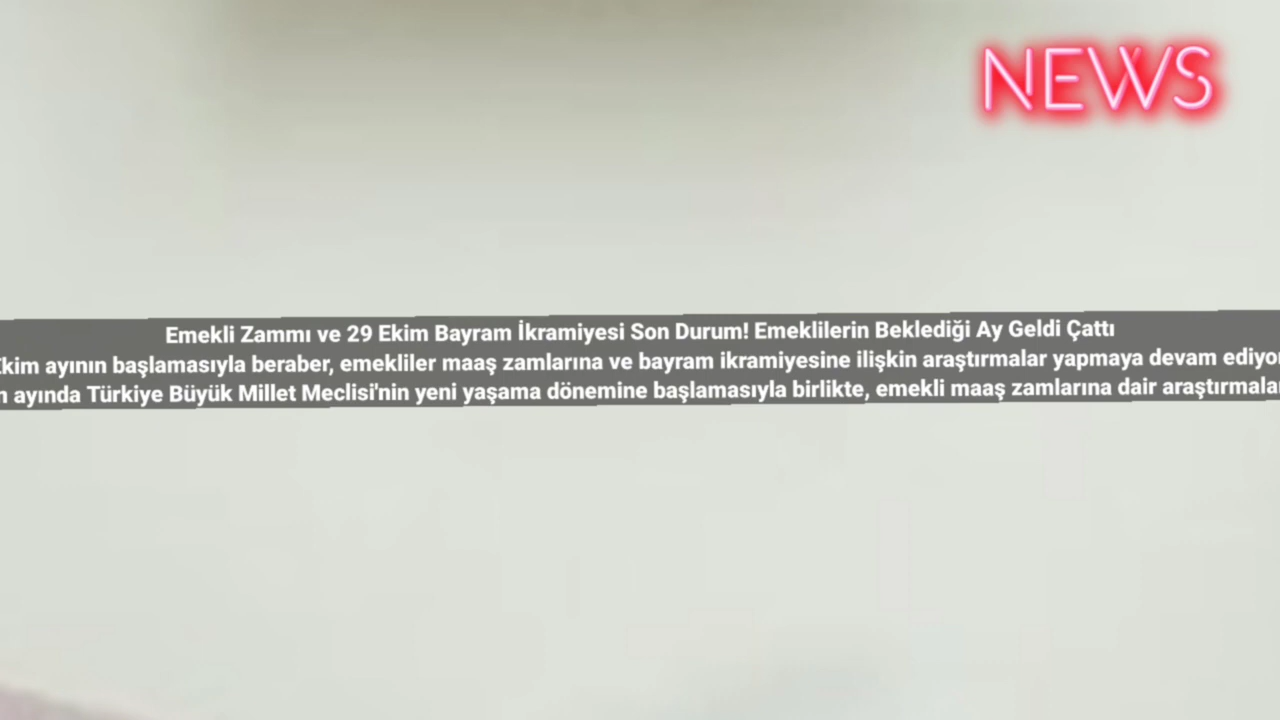 NEWS
Emekli Zammı ve 29 Ekim Bayram İkramiyesi Son Durum! Emeklilerin Beklediği Ay Geldi Çattı
Ekim ayının başlamasıyla beraber, emekliler maaş zamlarına ve bayram ikramiyesine ilişkin araştırmalar yapmaya devam ediyor
ayında Türkiye Büyük Millet Meclisi'nin yeni yaşama dönemine başlamasıyla birlikte, emekli maaş zamlarına dair araştırmalar